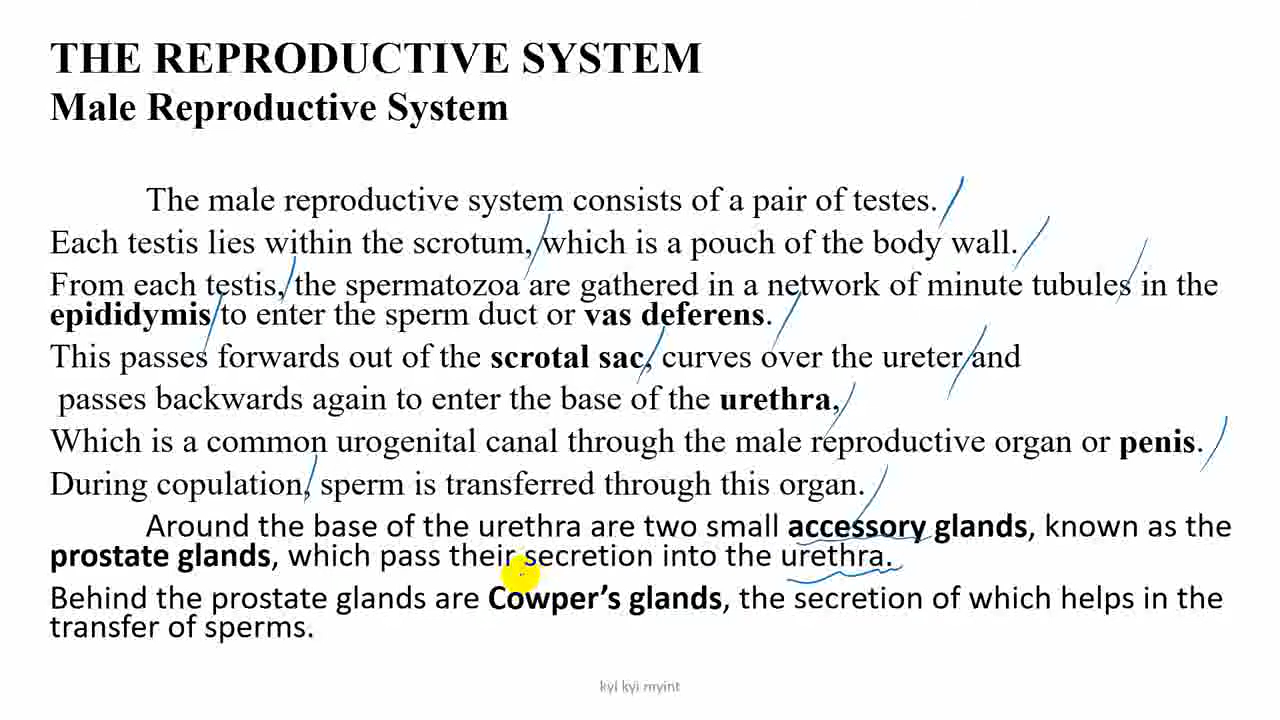 THE REPRODUCTIVE SYSTEM
Male Reproductive System
The male reproductive system consists of a pair of testes.
Each testis lies within the scrotum, which is a pouch of the body wall.
From each testis, the spermatozoa are gathered in a network of minute tubules in the
epididymis to enter the sperm duct or vas deferens.
This passes forwards out of the scrotal sac, curves over the ureter and
passes backwards again to enter the base of the urethra,
Which is a common urogenital canal through the male reproductive organ or penis.
During copulation, sperm is transferred through this organ.
Around the base of the urethra are two small accessory glands, known as the
prostate glands, which pass their secretion into the urethra.
Behind the prostate glands are Cowper's glands, the secretion of which helps in the
transfer of sperms.
kyi kyi myint